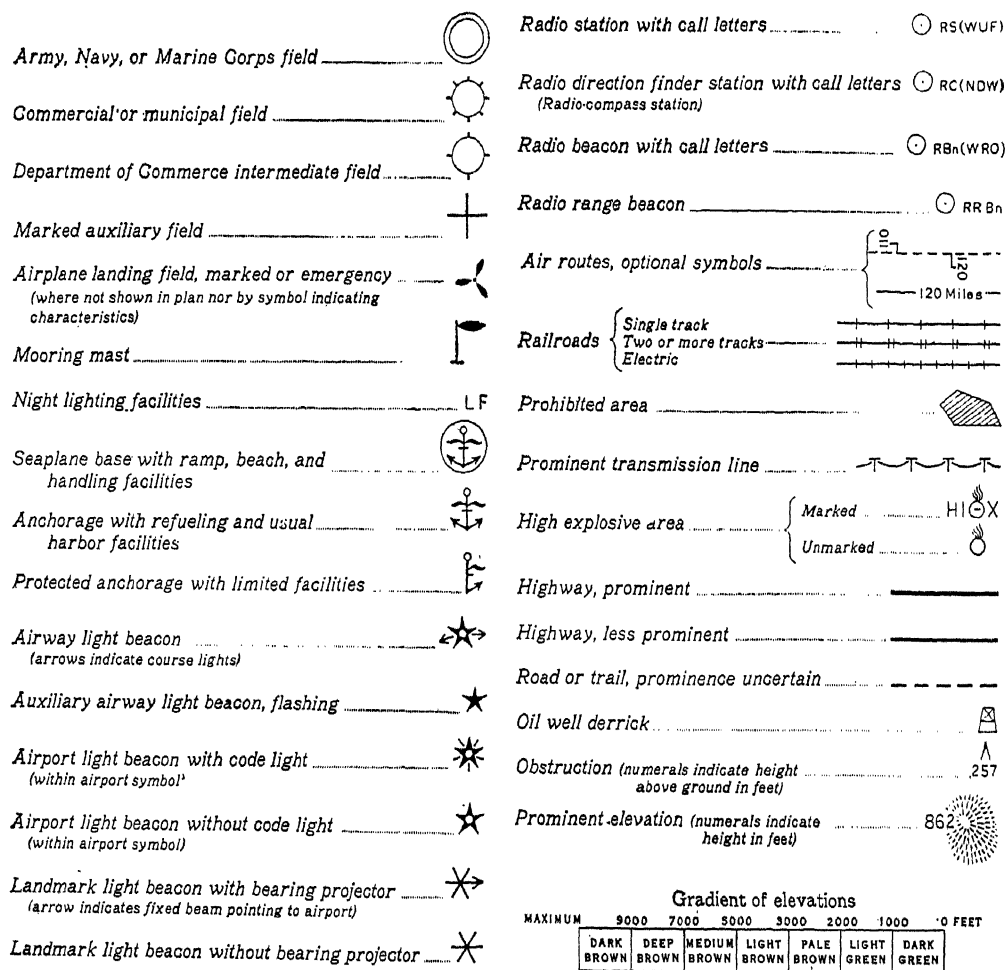 Army, Navy, or Marine Corps field
Commercial or municipal field
Department of Commerce intermediate field
Marked auxiliary field
Airplane landing field, marked or emergency
(where not shown in plan nor by symbol indicating
characteristics)
Mooring mast
Night lighting facilities LF
Seaplane base with ramp, beach, and
handling facilities
Anchorage with refueling and usual
harbor facilities
Protected anchorage with limited facilities
Airway light beacon
(arrows indicate course lights)
Auxiliary airway light beacon, flashing
Airport light beacon with code light
(within airport symbol)
Airport light beacon without code light
(within airport symbol)
Landmark light beacon with bearing projector
(arrow indicates fixed beam pointing to airport)
Landmark light beacon without bearing projector
Radio station with call letters RS(WUF)
Radio direction finder station with call letters RC(NDW)
(Radio-compass station)
Radio beacon with call letters RBn(WRO)
Radio range beacon RRBn
Air routes, optional symbols
110
120
120 Miles
Railroads
Single track
Two or more tracks
Electric
Prohibited area
Prominent transmission line
High explosive area
Marked HIX
Unmarked
Highway, prominent
Highway, less prominent
Road or trail, prominence uncertain
Oil well derrick
Obstruction (numerals indicate height 257
above ground in feet)
Prominent elevation (numerals indicate 862
height in feet)
Gradient of elevations
MAXIMUM 9000 7000 5000 3000 2000 1000 0 FEET
DARK BROWN DEEP BROWN MEDIUM BROWN LIGHT BROWN PALE BROWN LIGHT GREEN DARK GREEN